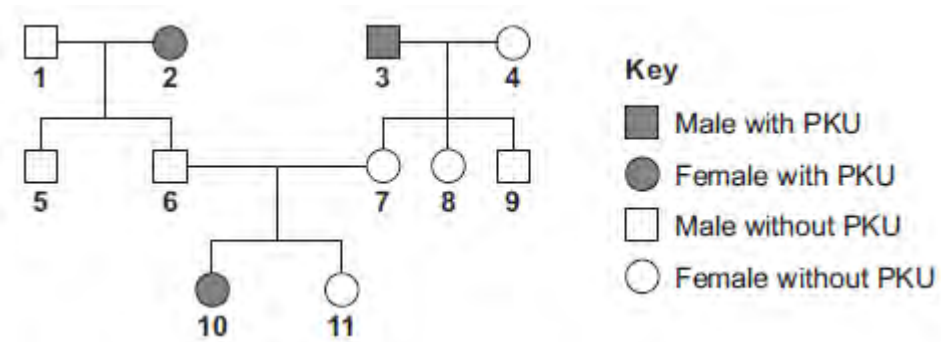 1 2 3 4
Key
Male with PKU
Female with PKU
5 6 7 8 9
Male without PKU
Female without PKU
10 11